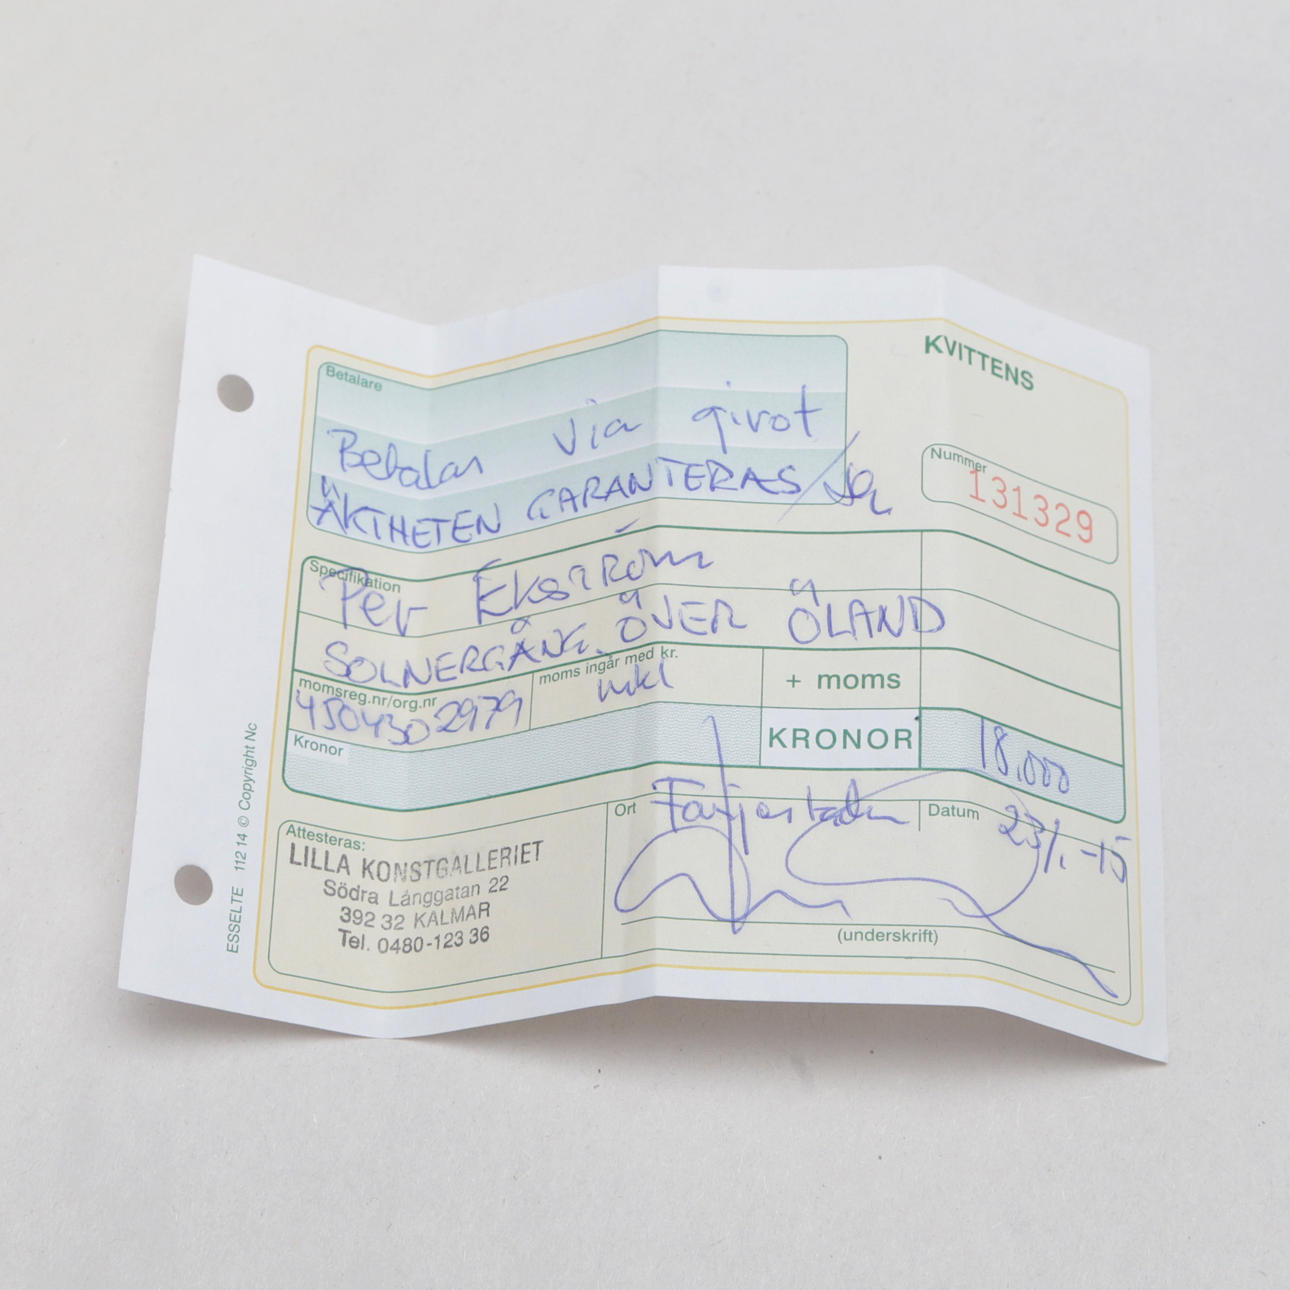 KVITTENS
Betalare
Betalas via girot
ÄKTHETEN GARANTERAS
Nummer
131329
Specifikation
Per Ekström
SOLNERGÅNG ÖVER ÖLAND
momsreg.nr/org.nr
4504302979
moms ingår med kr.
inkl
+ moms
Kronor
KRONOR
18.000
Attesteras:
LILLA KONSTGALLERIET
Södra Långgatan 22
392 32 KALMAR
Tel. 0480-123 36
Ort
Färjestaden
Datum
23/1 -15
(underskrift)
ESSELTE 112 14 © Copyright Nc